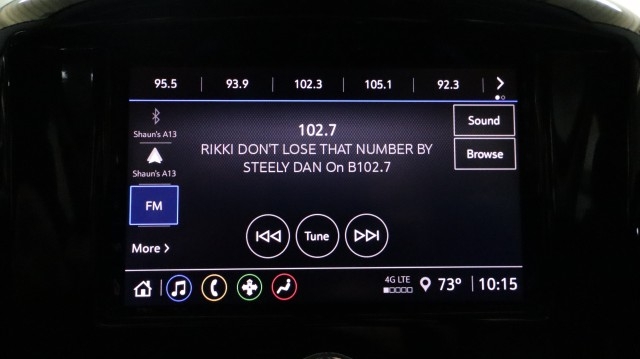 95.5 93.9 102.3 105.1 92.3
Shaun's A13
102.7
Sound
RIKKI DON'T LOSE THAT NUMBER BY
STEELY DAN On B102.7
Browse
Shaun's A13
FM
Tune
More
4G LTE
73° 10:15